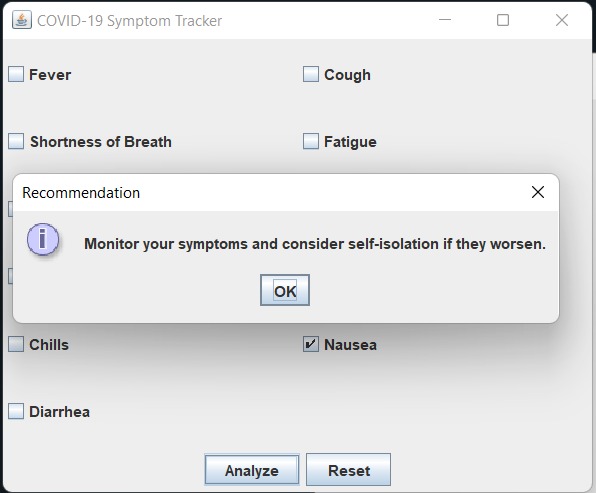 COVID-19 Symptom Tracker
Fever
Cough
Shortness of Breath
Fatigue
Recommendation
Monitor your symptoms and consider self-isolation if they worsen.
OK
Chills
Nausea
Diarrhea
Analyze
Reset